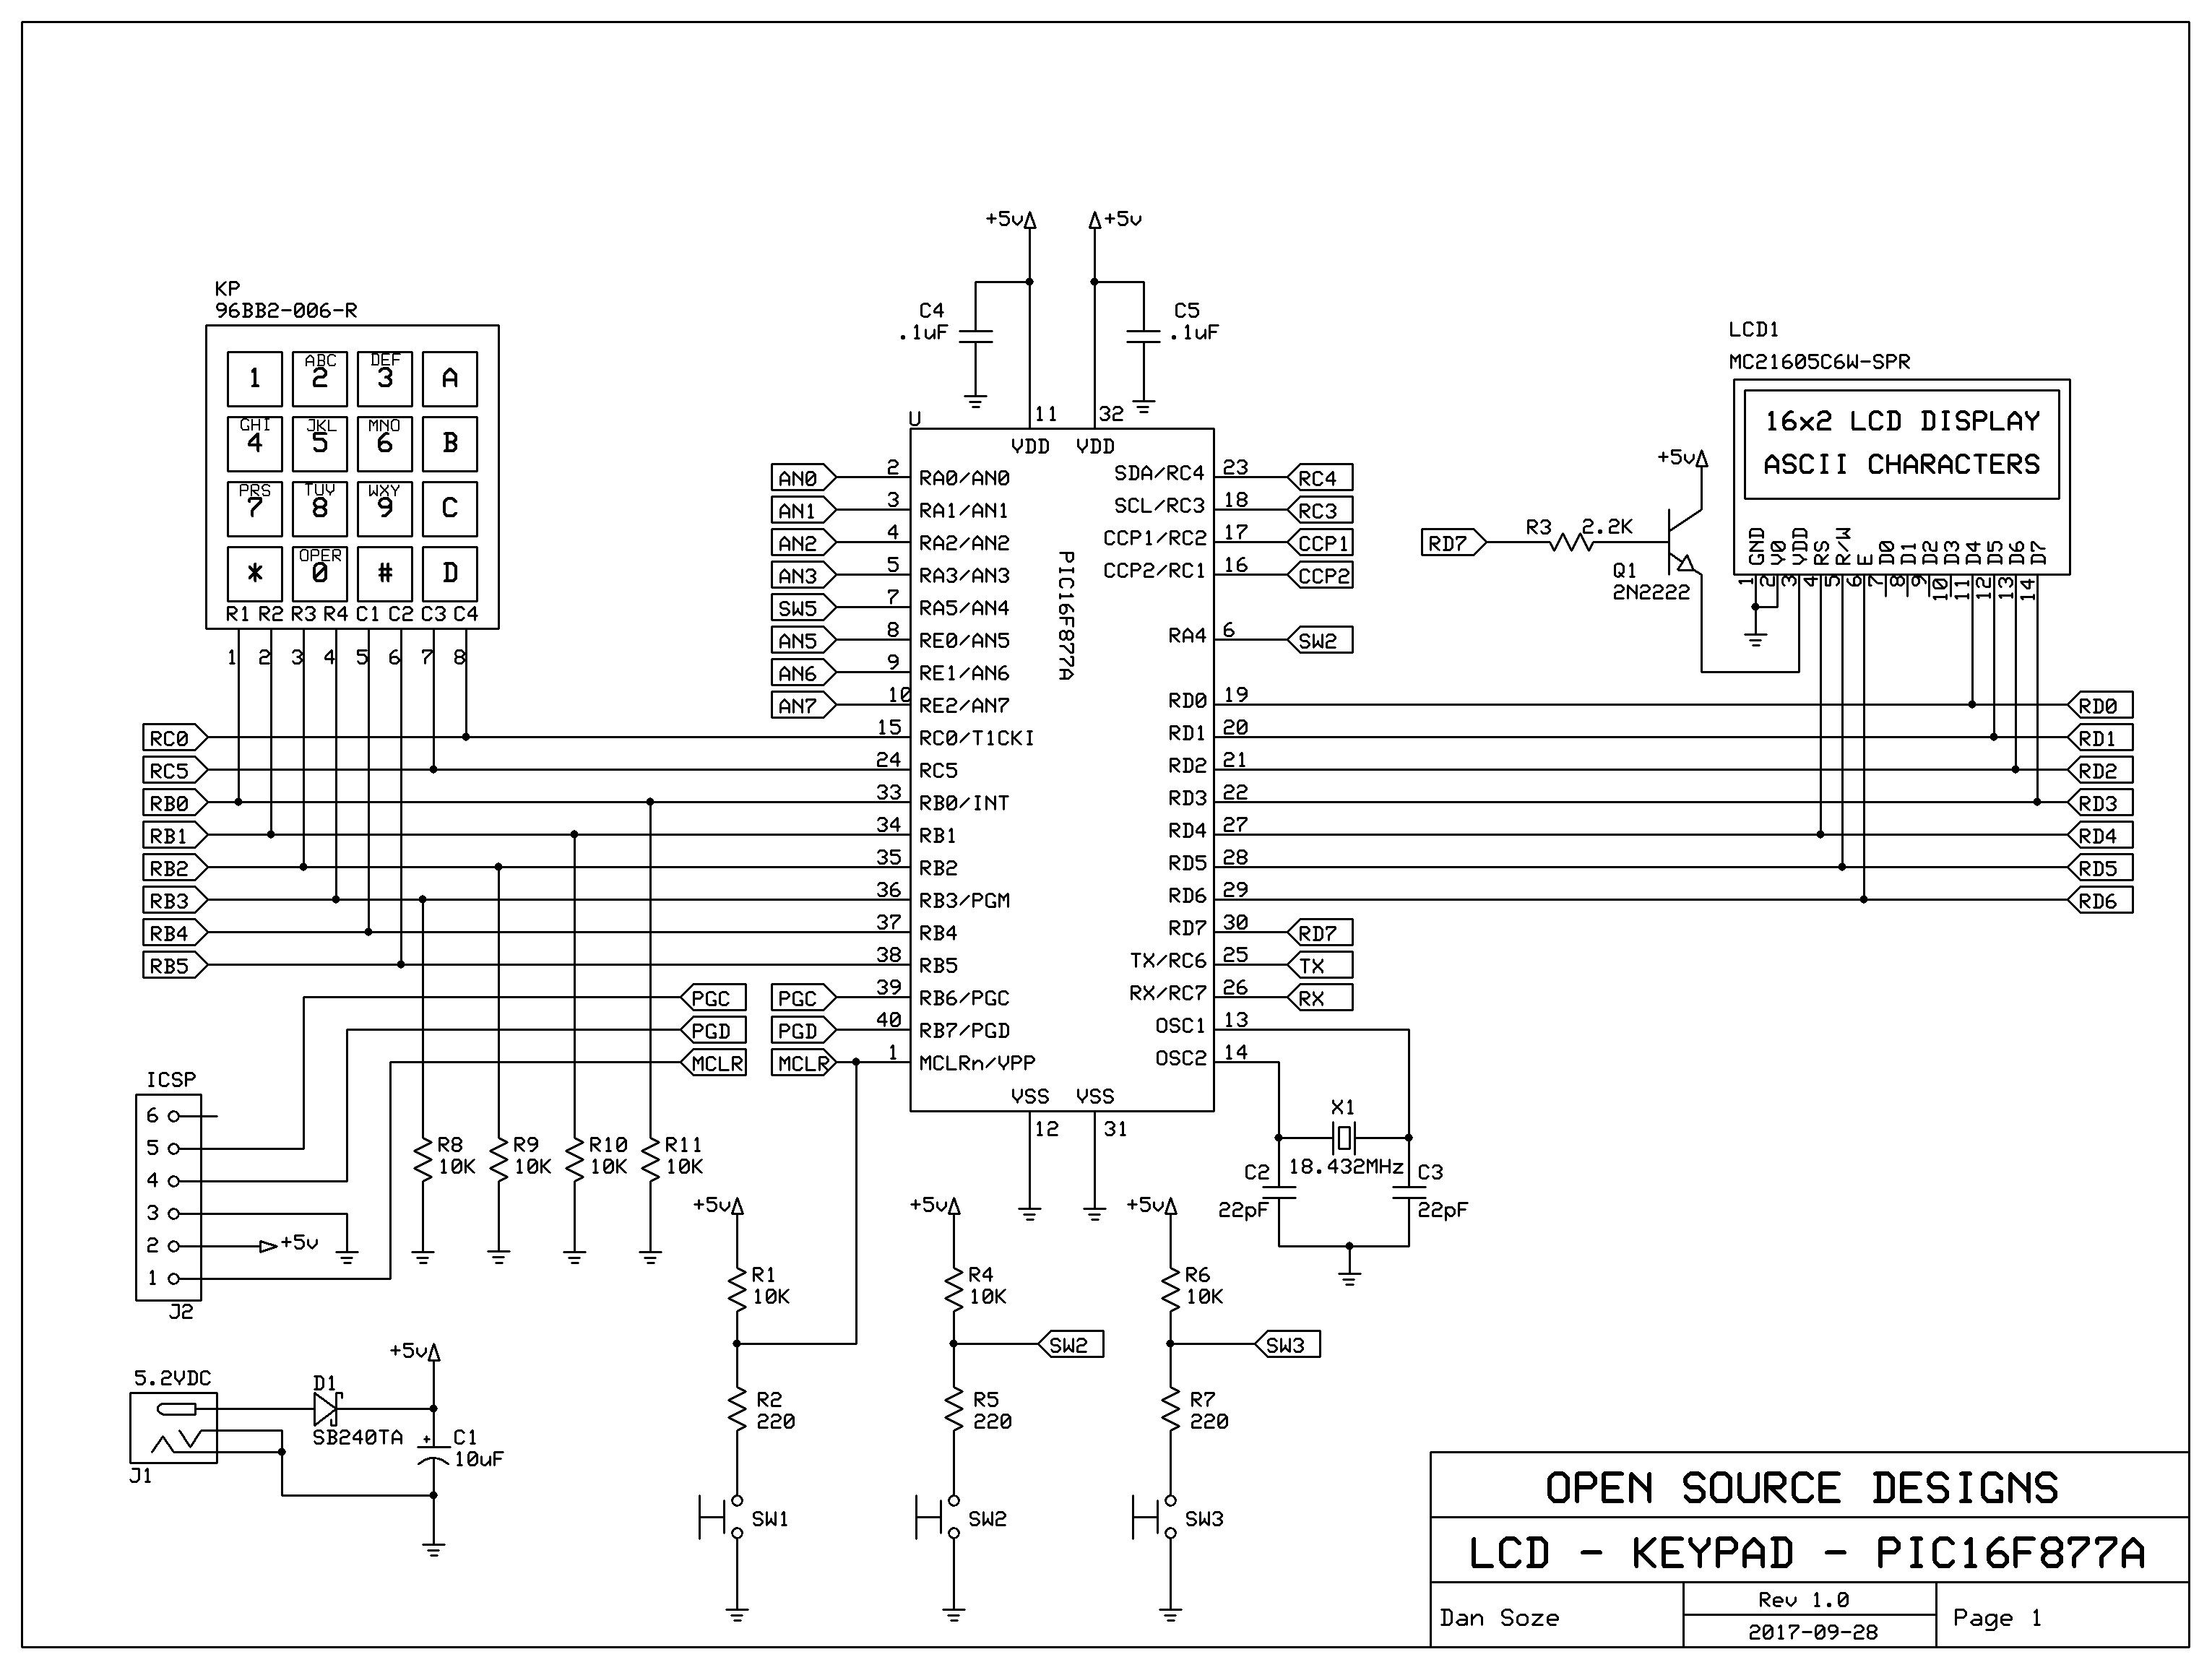 +5v
+5v
KP
96BB2-006-R
C4
.1uF
C5
.1uF
1
ABC
2
DEF
3
A
GHI
4
JKL
5
MNO
6
B
PRS
7
TUV
8
WXY
9
C
*
OPER
0
#
D
R1 R2 R3 R4 C1 C2 C3 C4
1 2 3 4 5 6 7 8
RC0
RC5
RB0
RB1
RB2
RB3
RB4
RB5
U
11
32
VDD
VDD
PIC16F877A
AN0 2 RA0/AN0
AN1 3 RA1/AN1
AN2 4 RA2/AN2
AN3 5 RA3/AN3
SW5 7 RA5/AN4
AN5 8 RE0/AN5
AN6 9 RE1/AN6
AN7 10 RE2/AN7
15 RC0/T1CKI
24 RC5
33 RB0/INT
34 RB1
35 RB2
36 RB3/PGM
37 RB4
38 RB5
PGC PGC 39 RB6/PGC
PGD PGD 40 RB7/PGD
MCLR MCLR 1 MCLRn/VPP
SDA/RC4 23 RC4
SCL/RC3 18 RC3
CCP1/RC2 17 CCP1
CCP2/RC1 16 CCP2
RA4 6 SW2
RD0 19 RD0
RD1 20 RD1
RD2 21 RD2
RD3 22 RD3
RD4 27 RD4
RD5 28 RD5
RD6 29 RD6
RD7 30 RD7
TX/RC6 25 TX
RX/RC7 26 RX
OSC1 13
OSC2 14
VSS
VSS
12
31
LCD1
MC21605C6W-SPR
16x2 LCD DISPLAY
ASCII CHARACTERS
GND V0 VDD RS R/W E D0 D1 D2 D3 D4 D5 D6 D7
1 2 3 4 5 6 7 8 9 10 11 12 13 14
+5v
RD7
R3 2.2K
Q1
2N2222
X1
18.432MHz
C2
22pF
C3
22pF
ICSP
6
5
4
3
2
+5v
1
J2
R8
10K
R9
10K
R10
10K
R11
10K
+5v
R1
10K
R2
220
SW1
+5v
R4
10K
SW2
R5
220
SW2
+5v
R6
10K
SW3
R7
220
SW3
5.2VDC
D1
SB240TA
+5v
+
C1
10uF
J1
OPEN SOURCE DESIGNS
LCD - KEYPAD - PIC16F877A
Dan Soze
Rev 1.0
2017-09-28
Page 1